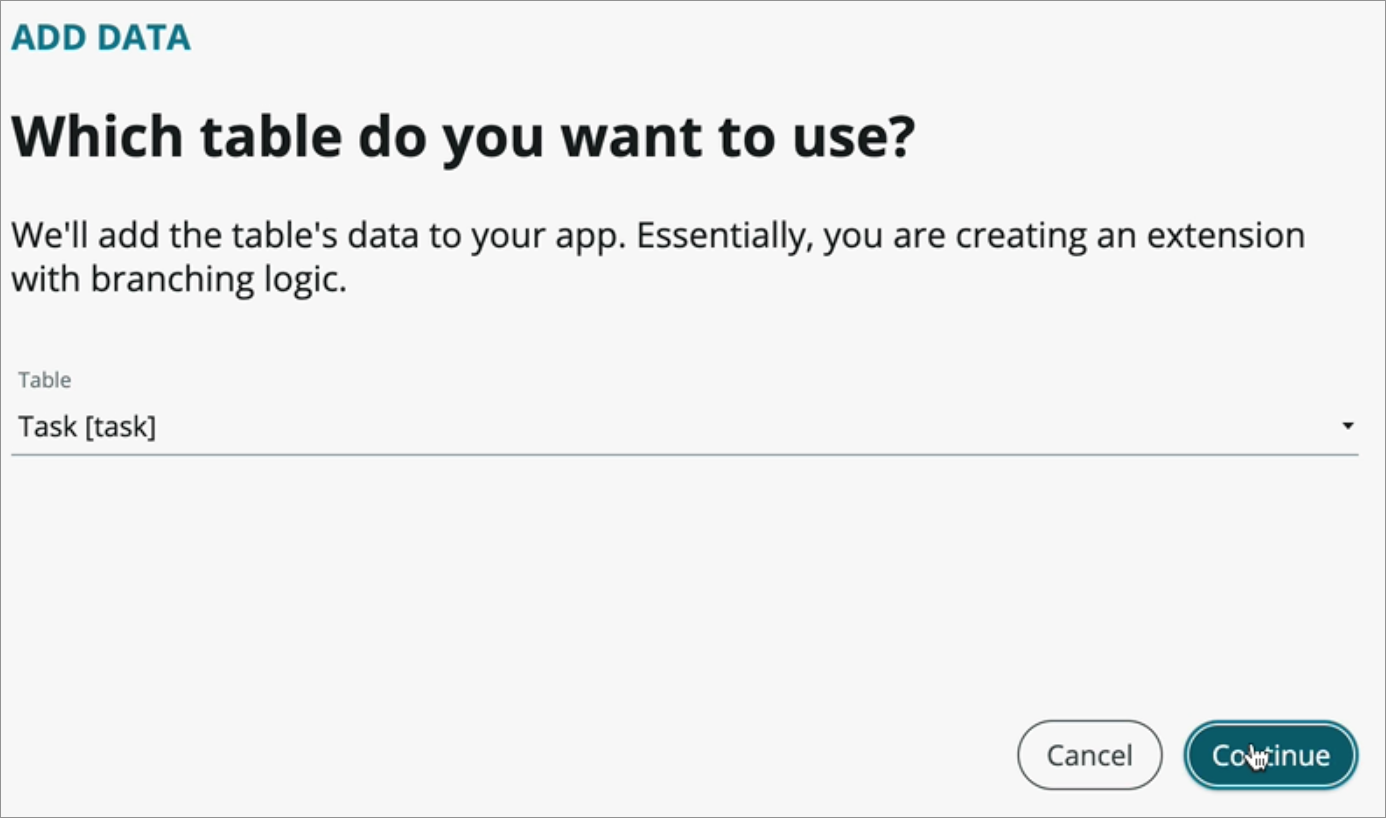 ADD DATA
Which table do you want to use?
We'll add the table's data to your app. Essentially, you are creating an extension
with branching logic.
Table
Task [task]
Cancel
Continue